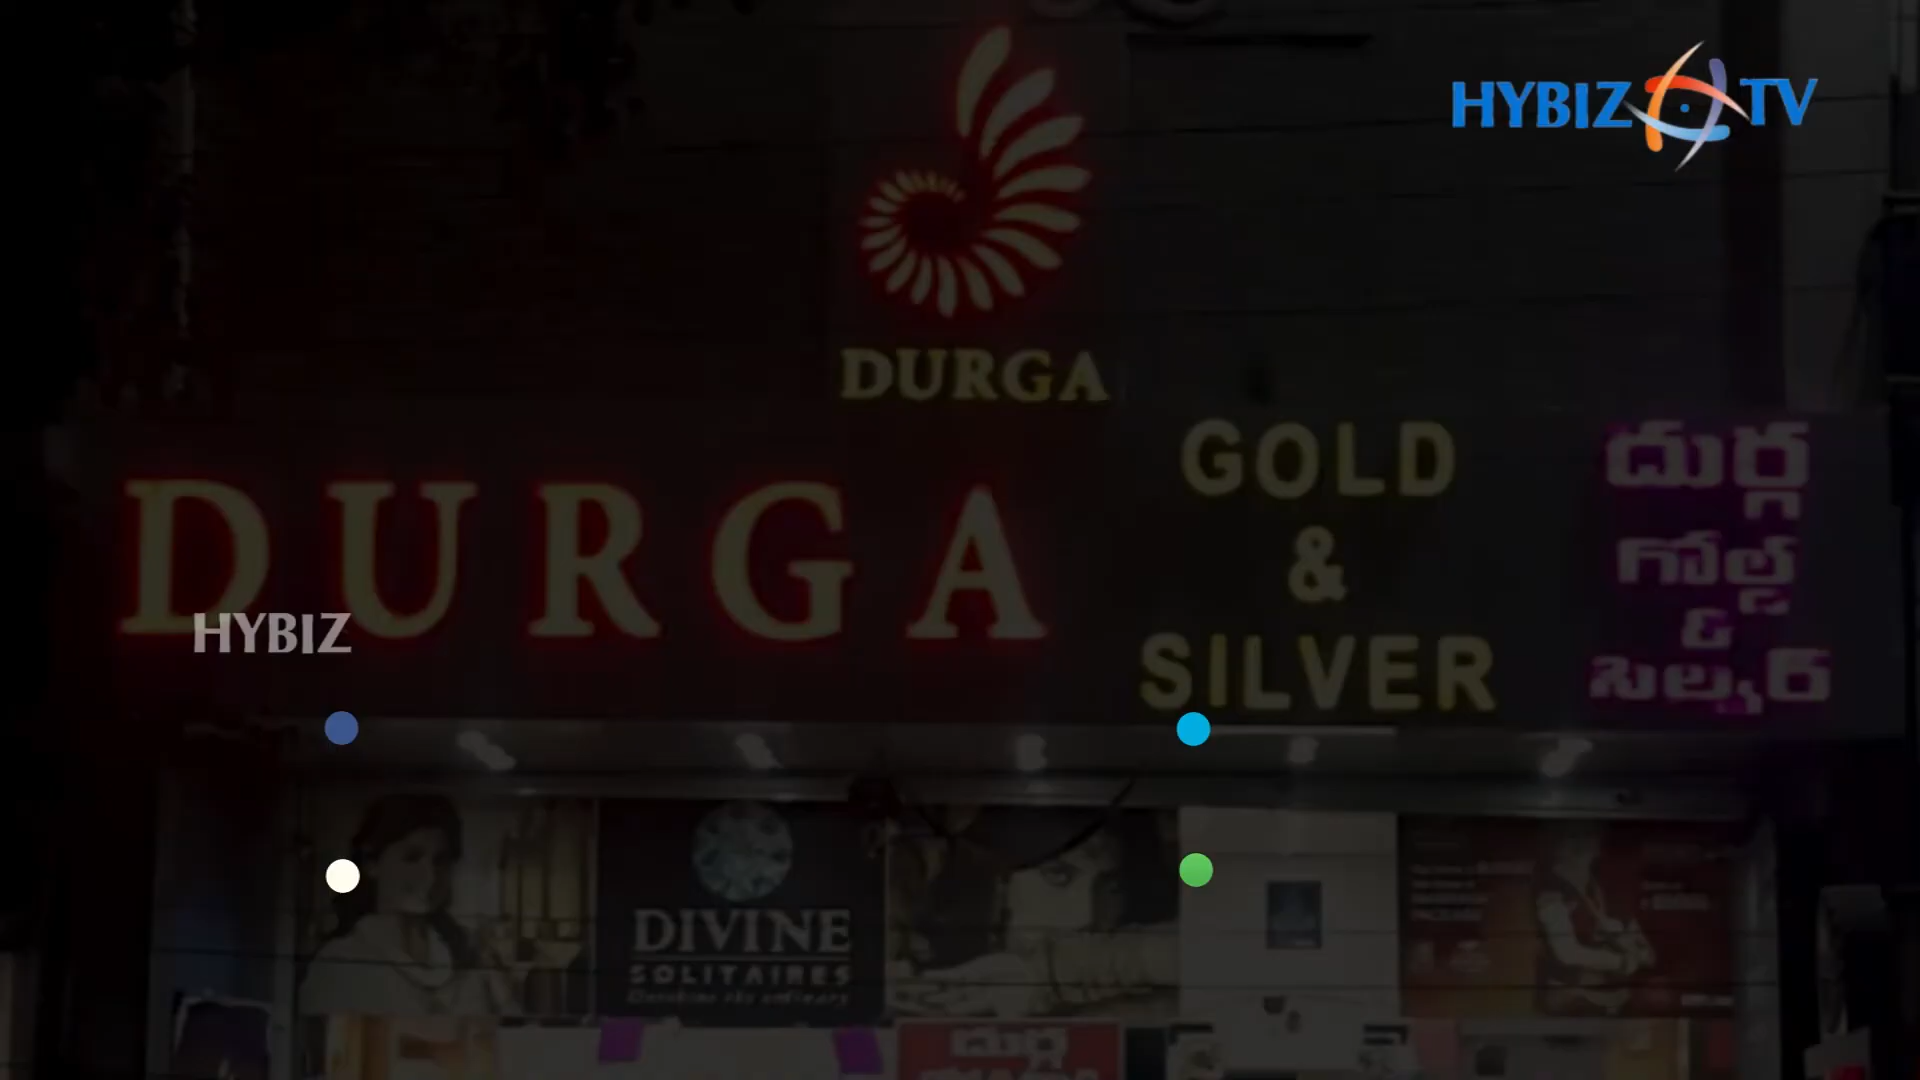 HYBIZ TV
DURGA
DURGA
GOLD
&
SILVER
దుర్గ
గోల్డ్
&
సిల్వర్
HYBIZ
DIVINE
SOLITAIRES
దుర్గ